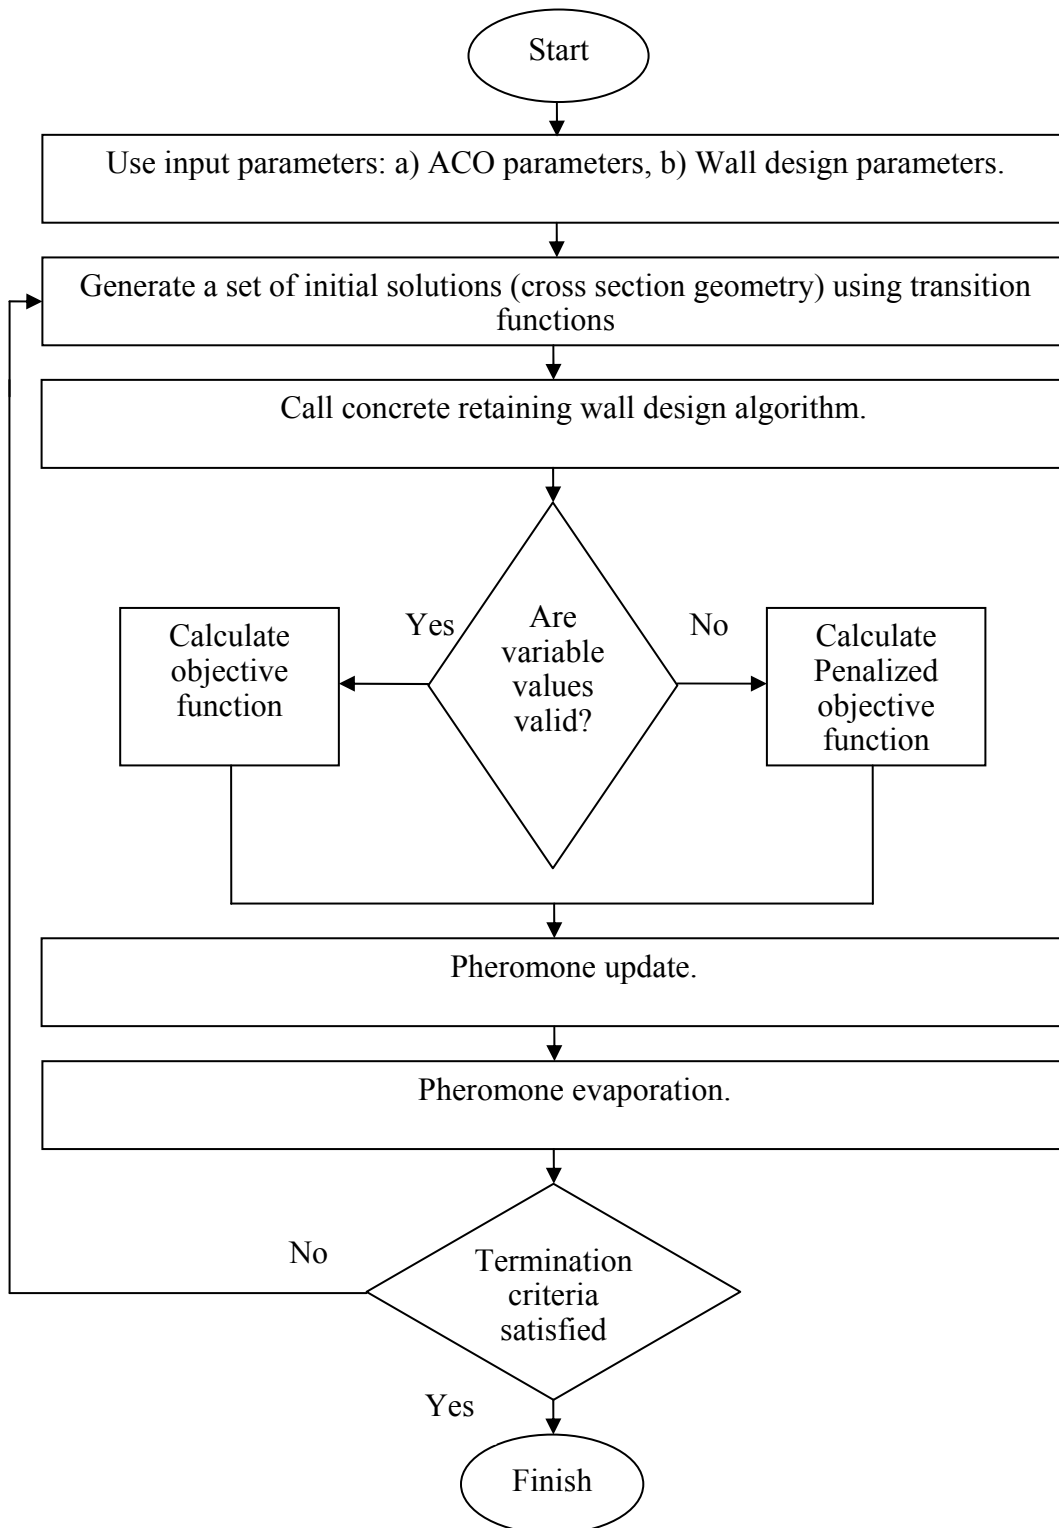 Start
Use input parameters: a) ACO parameters, b) Wall design parameters.
Generate a set of initial solutions (cross section geometry) using transition
functions
Call concrete retaining wall design algorithm.
Yes
Are
variable
values
valid?
No
Calculate
objective
function
Calculate
Penalized
objective
function
Pheromone update.
Pheromone evaporation.
No
Termination
criteria
satisfied
Yes
Finish